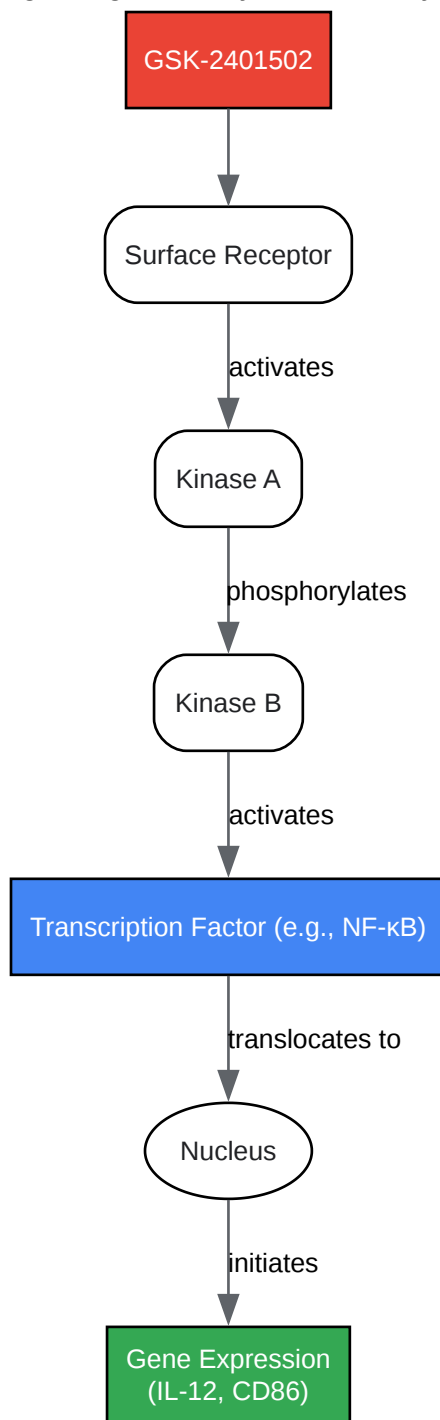 GSK-2401502
Surface Receptor
activates
Kinase A
phosphorylates
Kinase B
activates
Transcription Factor (e.g., NF-κB)
translocates to
Nucleus
initiates
Gene Expression
(IL-12, CD86)